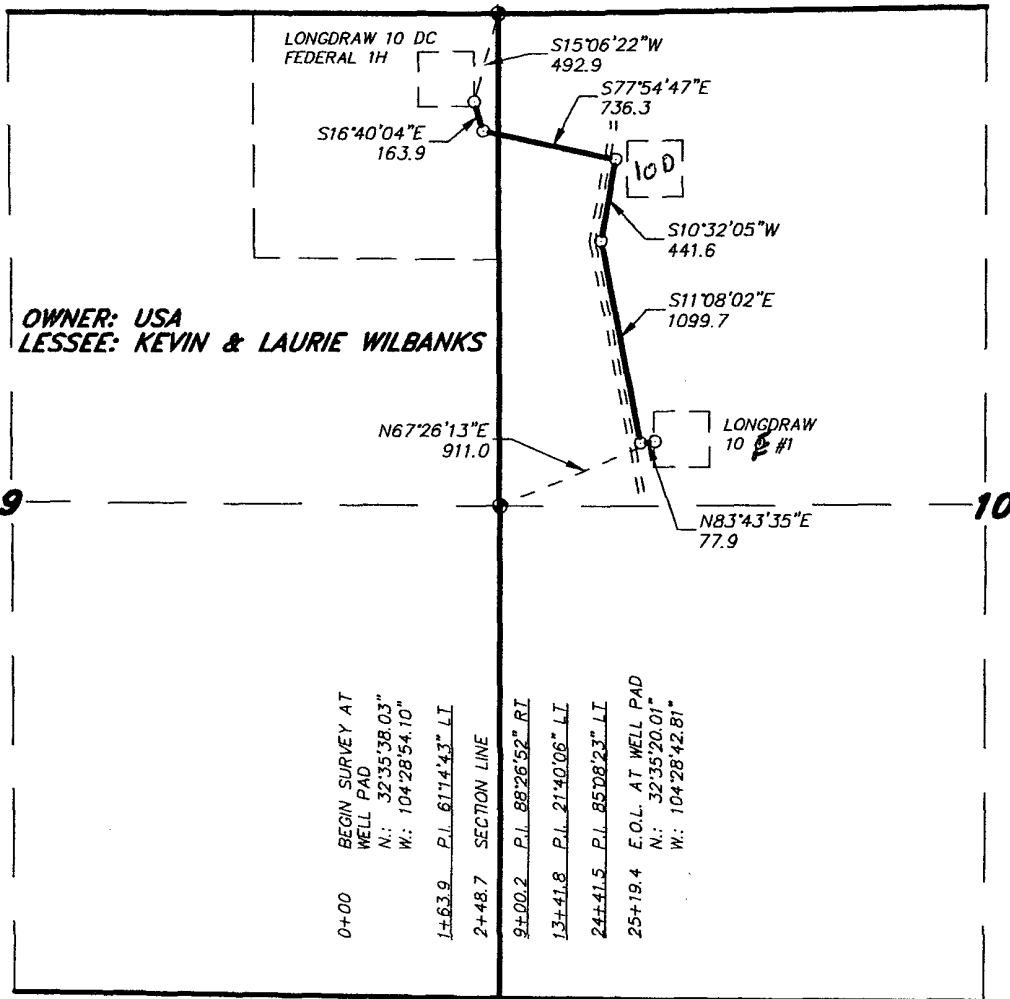 LONGDRAW 10 DC
FEDERAL 1H
S15°06'22"W
492.9
S77°54'47"E
736.3
S16°40'04"E
163.9
10D
S10°32'05"W
441.6
S11°08'02"E
1099.7
OWNER: USA
LESSEE: KEVIN & LAURIE WILBANKS
N67°26'13"E
911.0
LONGDRAW
10 #1
9
10
N83°43'35"E
77.9
0+00 BEGIN SURVEY AT
WELL PAD
N.: 32°35'38.03"
W.: 104°28'54.10"
1+63.9 P.I. 61°14'43" LT
2+48.7 SECTION LINE
9+00.2 P.I. 88°26'52" RT
13+41.8 P.I. 21°40'06" LT
24+41.5 P.I. 85°08'23" LT
25+19.4 E.O.L. AT WELL PAD
N.: 32°35'20.01"
W.: 104°28'42.81"